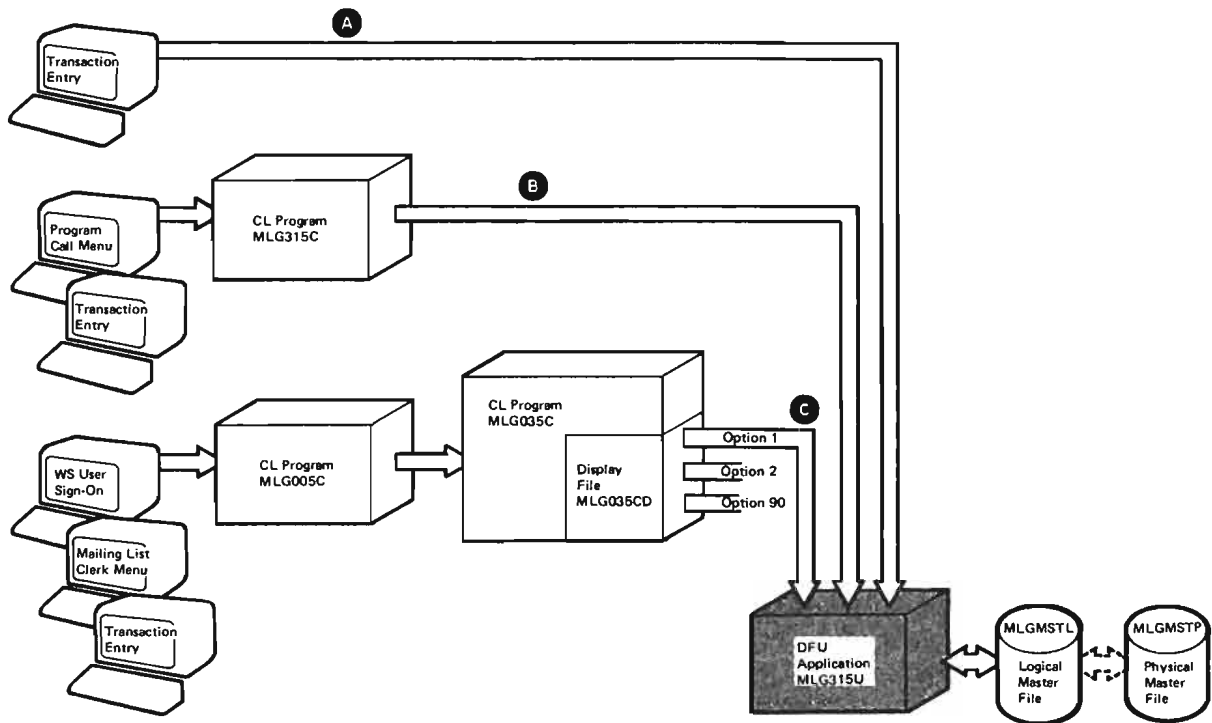 A
Transaction
Entry
B
Program
Call Menu
CL Program
MLG315C
Transaction
Entry
C
WS User
Sign-On
CL Program
MLG005C
CL Program
MLG035C
Display
File
MLG035CD
Option 1
Option 2
Option 90
Mailing List
Clerk Menu
Transaction
Entry
DFU
Application
MLG315U
MLGMSTL
Logical
Master
File
MLGMSTP
Physical
Master
File